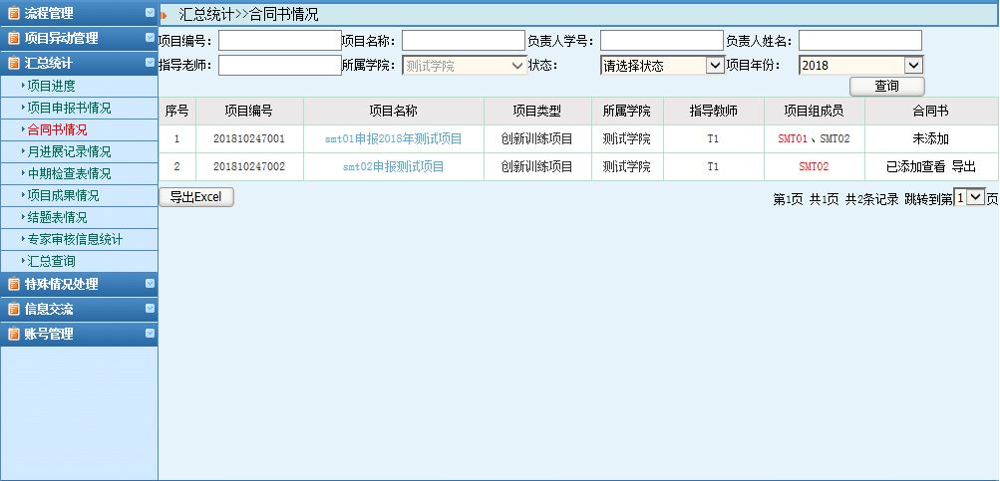 流程管理
项目异动管理
汇总统计
项目进度
项目申报书情况
合同书情况
月进展记录情况
中期检查表情况
项目成果情况
结题表情况
专家审核信息统计
汇总查询
特殊情况处理
信息交流
账号管理
汇总统计>>合同书情况
项目编号： 项目名称： 负责人学号： 负责人姓名：
指导老师： 所属学院： 测试学院 状态： 请选择状态 项目年份： 2018
查询
序号 项目编号 项目名称 项目类型 所属学院 指导教师 项目组成员 合同书
1 201810247001 smt01申报2018年测试项目 创新训练项目 测试学院 T1 SMT01、SMT02 未添加
2 201810247002 smt02申报测试项目 创新训练项目 测试学院 T1 SMT02 已添加查看 导出
导出Excel 第1页 共1页 共2条记录 跳转到第 1 页